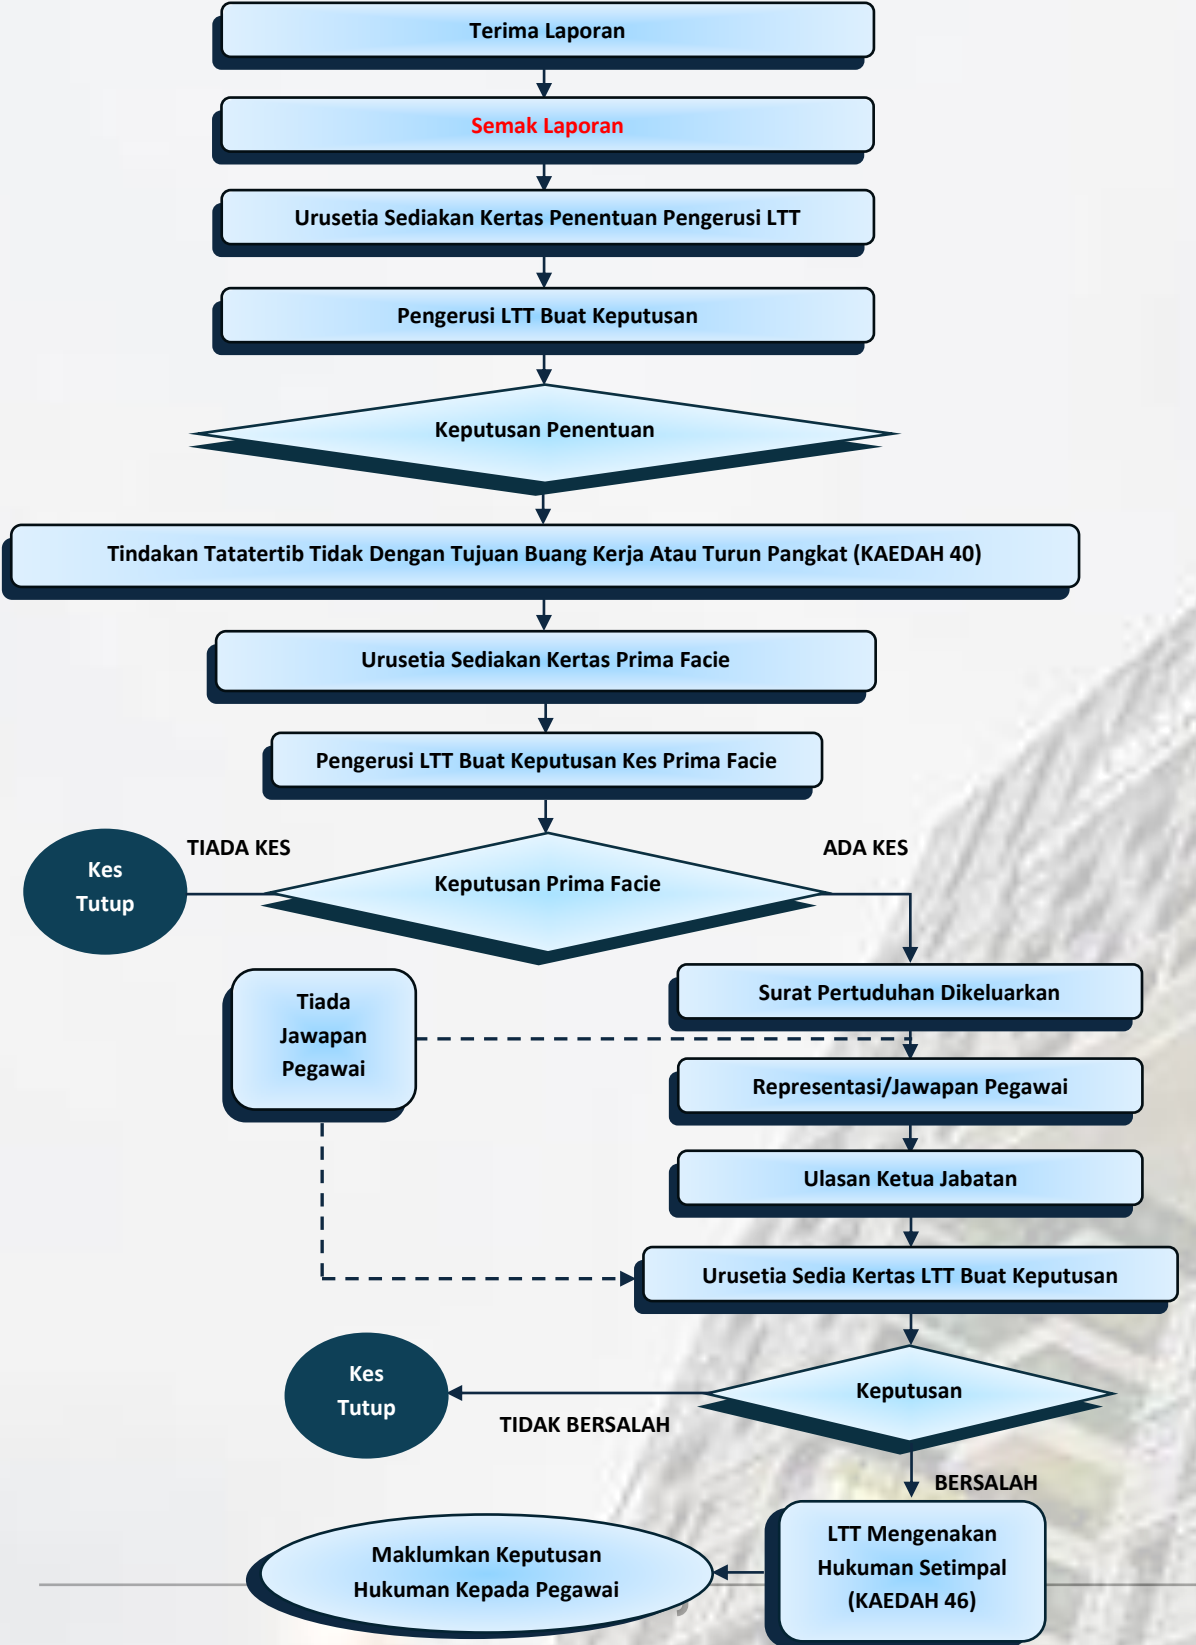 Terima Laporan
Semak Laporan
Urusetia Sediakan Kertas Penentuan Pengerusi LTT
Pengerusi LTT Buat Keputusan
Keputusan Penentuan
Tindakan Tatatertib Tidak Dengan Tujuan Buang Kerja Atau Turun Pangkat (KAEDAH 40)
Urusetia Sediakan Kertas Prima Facie
Pengerusi LTT Buat Keputusan Kes Prima Facie
TIADA KES
ADA KES
Kes
Tutup
Keputusan Prima Facie
Tiada
Jawapan
Pegawai
Surat Pertuduhan Dikeluarkan
Representasi/Jawapan Pegawai
Ulasan Ketua Jabatan
Urusetia Sedia Kertas LTT Buat Keputusan
Kes
Tutup
Keputusan
TIDAK BERSALAH
BERSALAH
LTT Mengenakan
Hukuman Setimpal
(KAEDAH 46)
Maklumkan Keputusan
Hukuman Kepada Pegawai